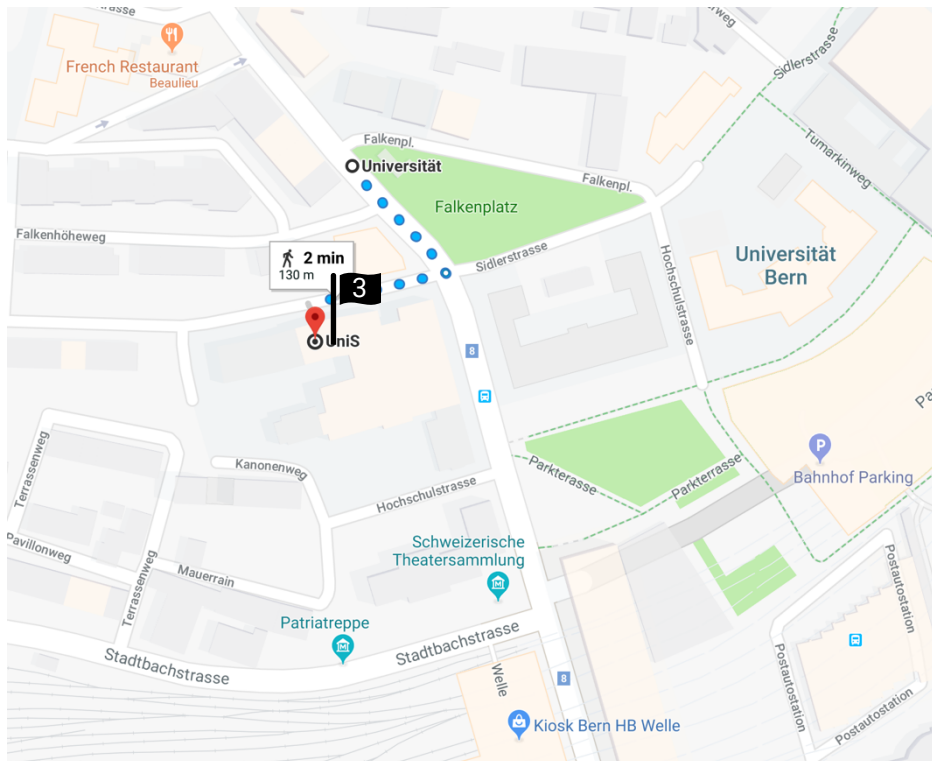 strasse
French Restaurant
Beaulieu
Sidlerstrasse
Falkenpl.
Tumarkinweg
Universität
Falkenpl.
Falkenplatz
Falkenhöheweg
2 min
130 m
Sidlerstrasse
Universität
Bern
Hochschulstrasse
3
UniS
8
Terrassenweg
Kanonenweg
Hochschulstrasse
Parkterasse
Parkterrasse
P
Bahnhof Parking
Pavillonweg
Mauerrain
Terrassenweg
Schweizerische
Theatersammlung
M
Patriatreppe
M
Stadtbachstrasse
Stadtbachstrasse
Welle
8
Postautostation
Postautostation
Postautostation
Kiosk Bern HB Welle